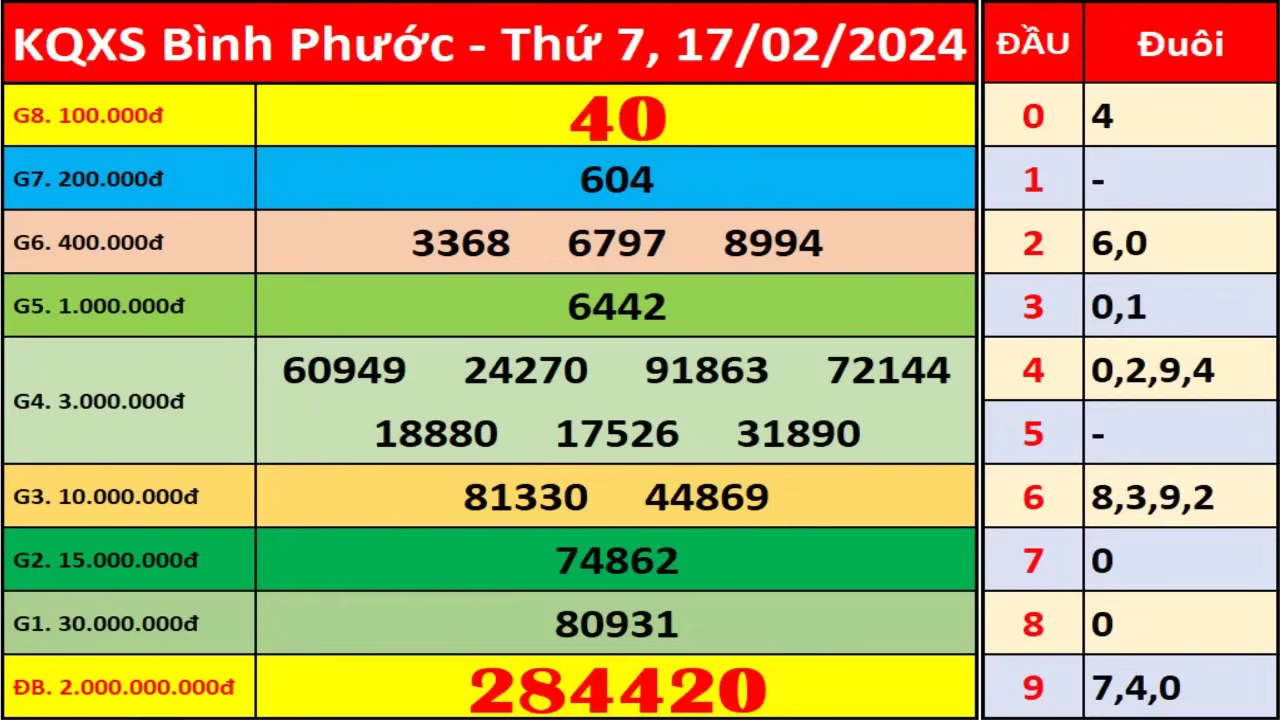 KQXS Bình Phước - Thứ 7, 17/02/2024 ĐẦU Đuôi
G8. 100.000đ 40 0 4
G7. 200.000đ 604 1 -
G6. 400.000đ 3368 6797 8994 2 6,0
G5. 1.000.000đ 6442 3 0,1
G4. 3.000.000đ 60949 24270 91863 72144 4 0,2,9,4
18880 17526 31890 5 -
G3. 10.000.000đ 81330 44869 6 8,3,9,2
G2. 15.000.000đ 74862 7 0
G1. 30.000.000đ 80931 8 0
ĐB. 2.000.000.000đ 284420 9 7,4,0